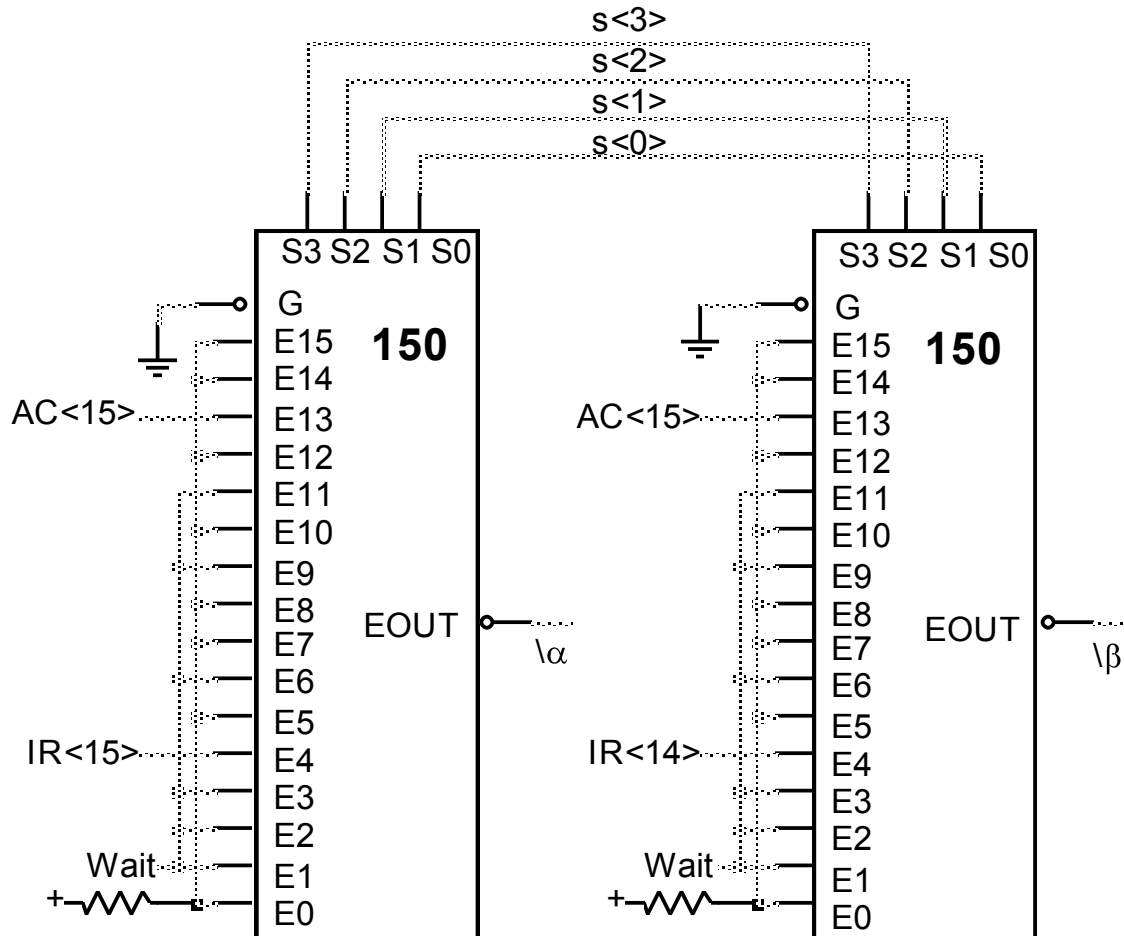 s<3>
s<2>
s<1>
s<0>
S3 S2 S1 S0
G
150
E15
E14
AC<15>
E13
E12
E11
E10
E9
E8
EOUT
\α
E7
E6
E5
IR<15>
E4
E3
E2
Wait
E1
+
E0
S3 S2 S1 S0
G
150
E15
E14
AC<15>
E13
E12
E11
E10
E9
E8
EOUT
\β
E7
E6
E5
IR<14>
E4
E3
E2
Wait
E1
+
E0